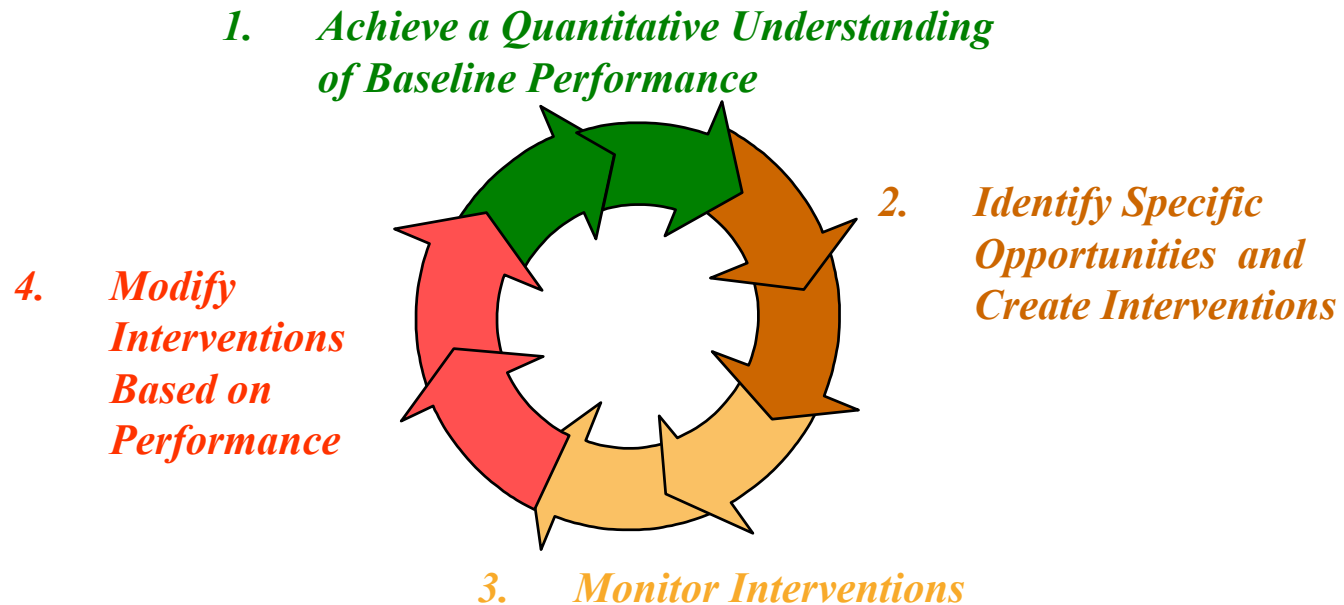 1. Achieve a Quantitative Understanding
of Baseline Performance
2. Identify Specific
Opportunities and
Create Interventions
3. Monitor Interventions
4. Modify
Interventions
Based on
Performance